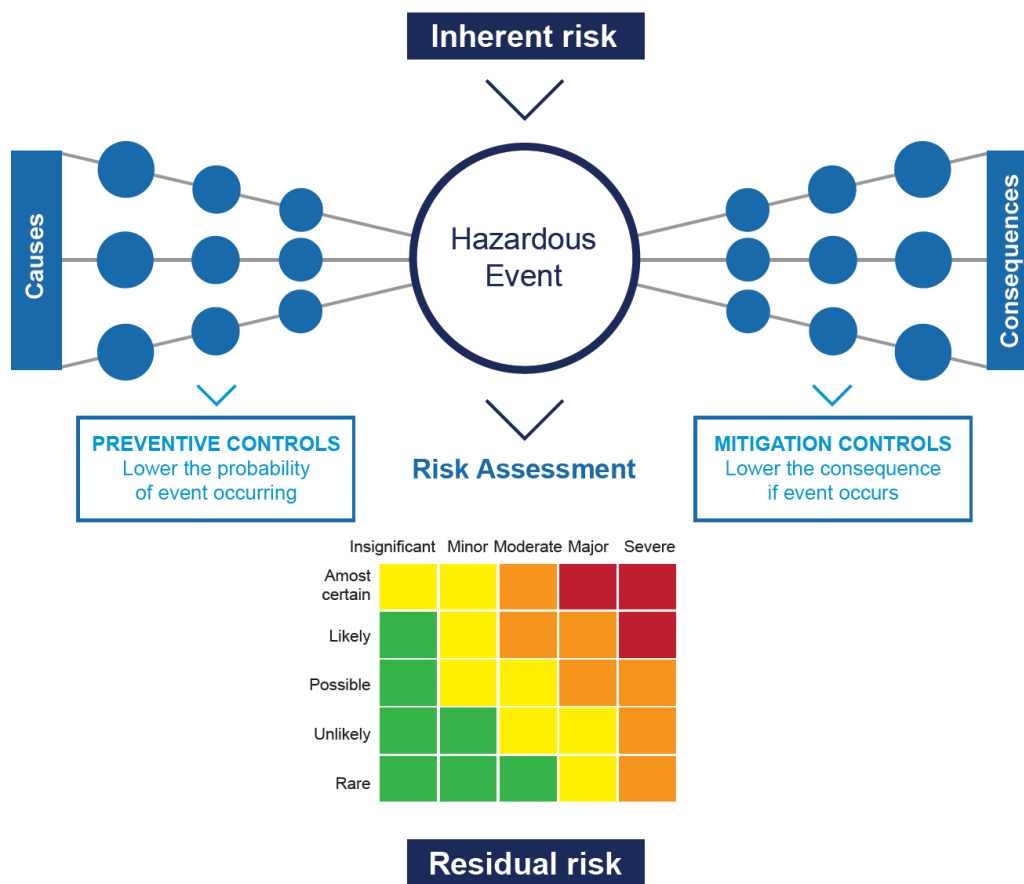 Inherent risk
Causes
Hazardous
Event
Consequences
PREVENTIVE CONTROLS
Lower the probability
of event occurring
Risk Assessment
MITIGATION CONTROLS
Lower the consequence
if event occurs
Insignificant Minor Moderate Major Severe
Amost
certain
Likely
Possible
Unlikely
Rare
Residual risk